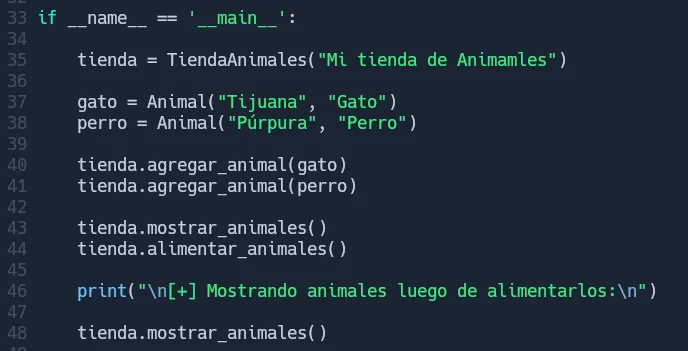 33 if __name__ == '__main__':
34
35     tienda = TiendaAnimales("Mi tienda de Animamles")
36
37     gato = Animal("Tijuana", "Gato")
38     perro = Animal("Púrpura", "Perro")
39
40     tienda.agregar_animal(gato)
41     tienda.agregar_animal(perro)
42
43     tienda.mostrar_animales()
44     tienda.alimentar_animales()
45
46     print("\n[+] Mostrando animales luego de alimentarlos:\n")
47
48     tienda.mostrar_animales()